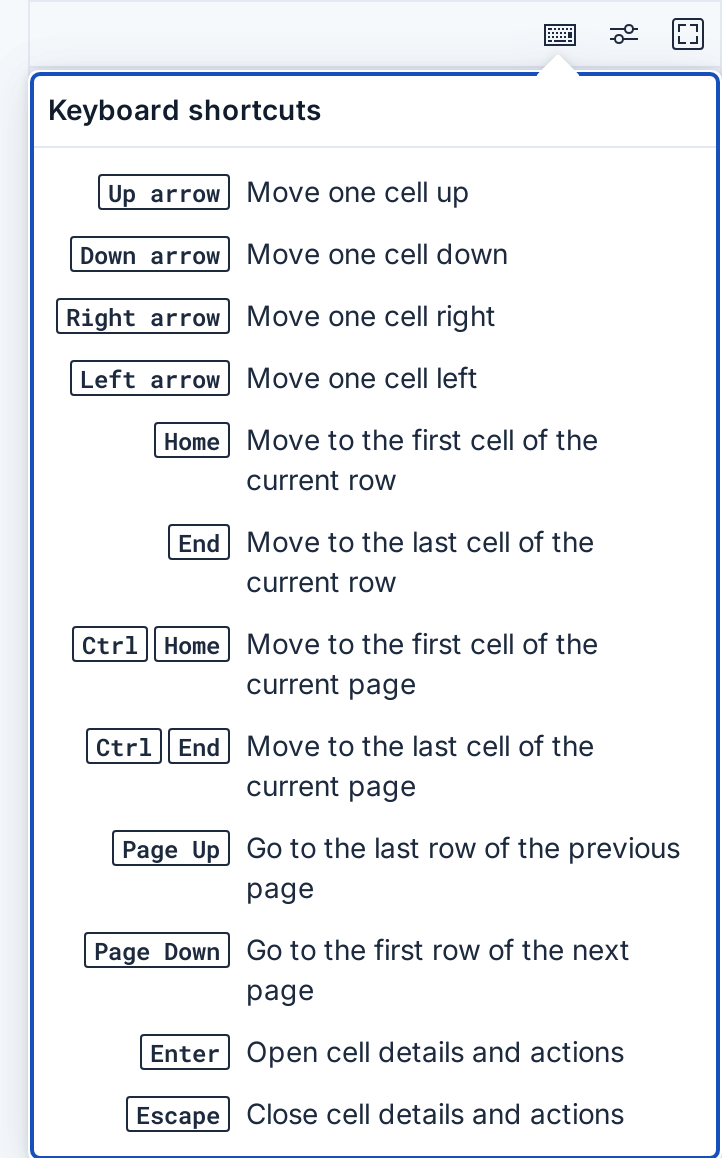 Keyboard shortcuts
Up arrow Move one cell up
Down arrow Move one cell down
Right arrow Move one cell right
Left arrow Move one cell left
Home Move to the first cell of the
current row
End Move to the last cell of the
current row
Ctrl Home Move to the first cell of the
current page
Ctrl End Move to the last cell of the
current page
Page Up Go to the last row of the previous
page
Page Down Go to the first row of the next
page
Enter Open cell details and actions
Escape Close cell details and actions